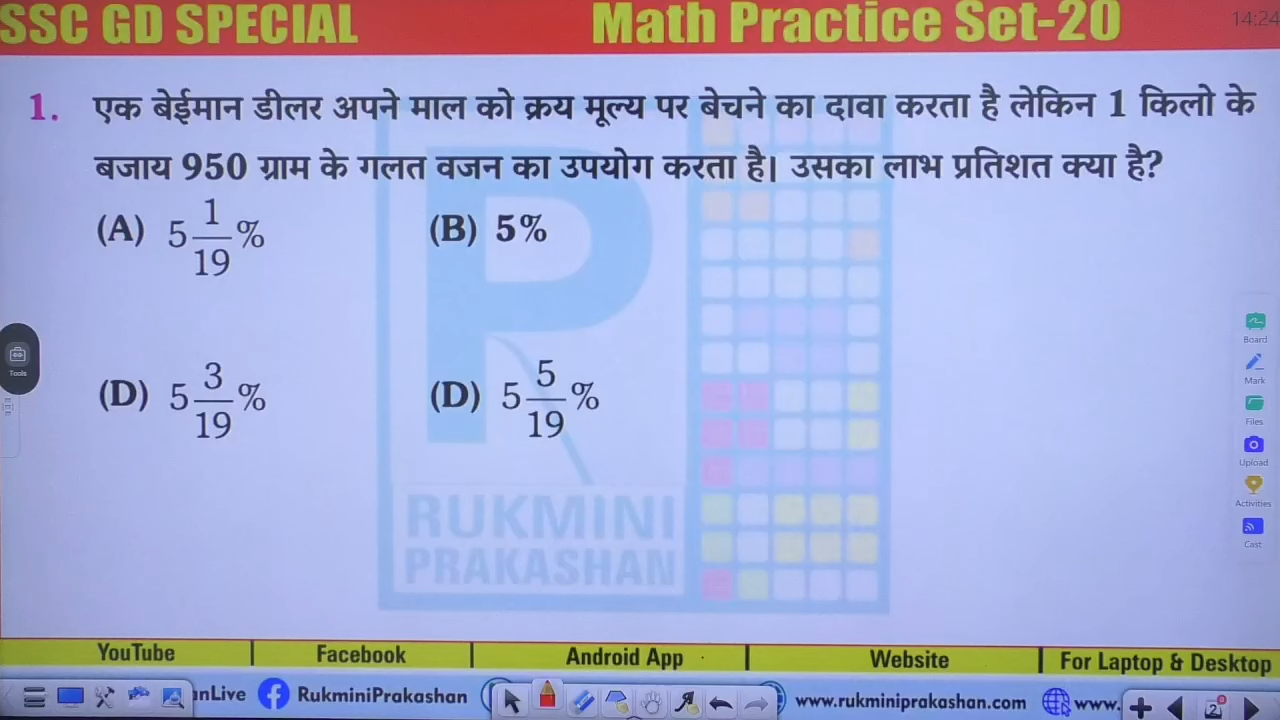 SSC GD SPECIAL
Math Practice Set-20
14:24
1. एक बेईमान डीलर अपने माल को क्रय मूल्य पर बेचने का दावा करता है लेकिन 1 किलो के
बजाय 950 ग्राम के गलत वजन का उपयोग करता है। उसका लाभ प्रतिशत क्या है?
(A) 5 1/19 % (B) 5%
(D) 5 3/19 % (D) 5 5/19 %
RUKMINI
PRAKASHAN
Tools
Board
Mark
Files
Upload
Activities
Cast
YouTube | Facebook | Android App | Website | For Laptop & Desktop
nLive RukminiPrakashan www.rukminiprakashan.com www.
2